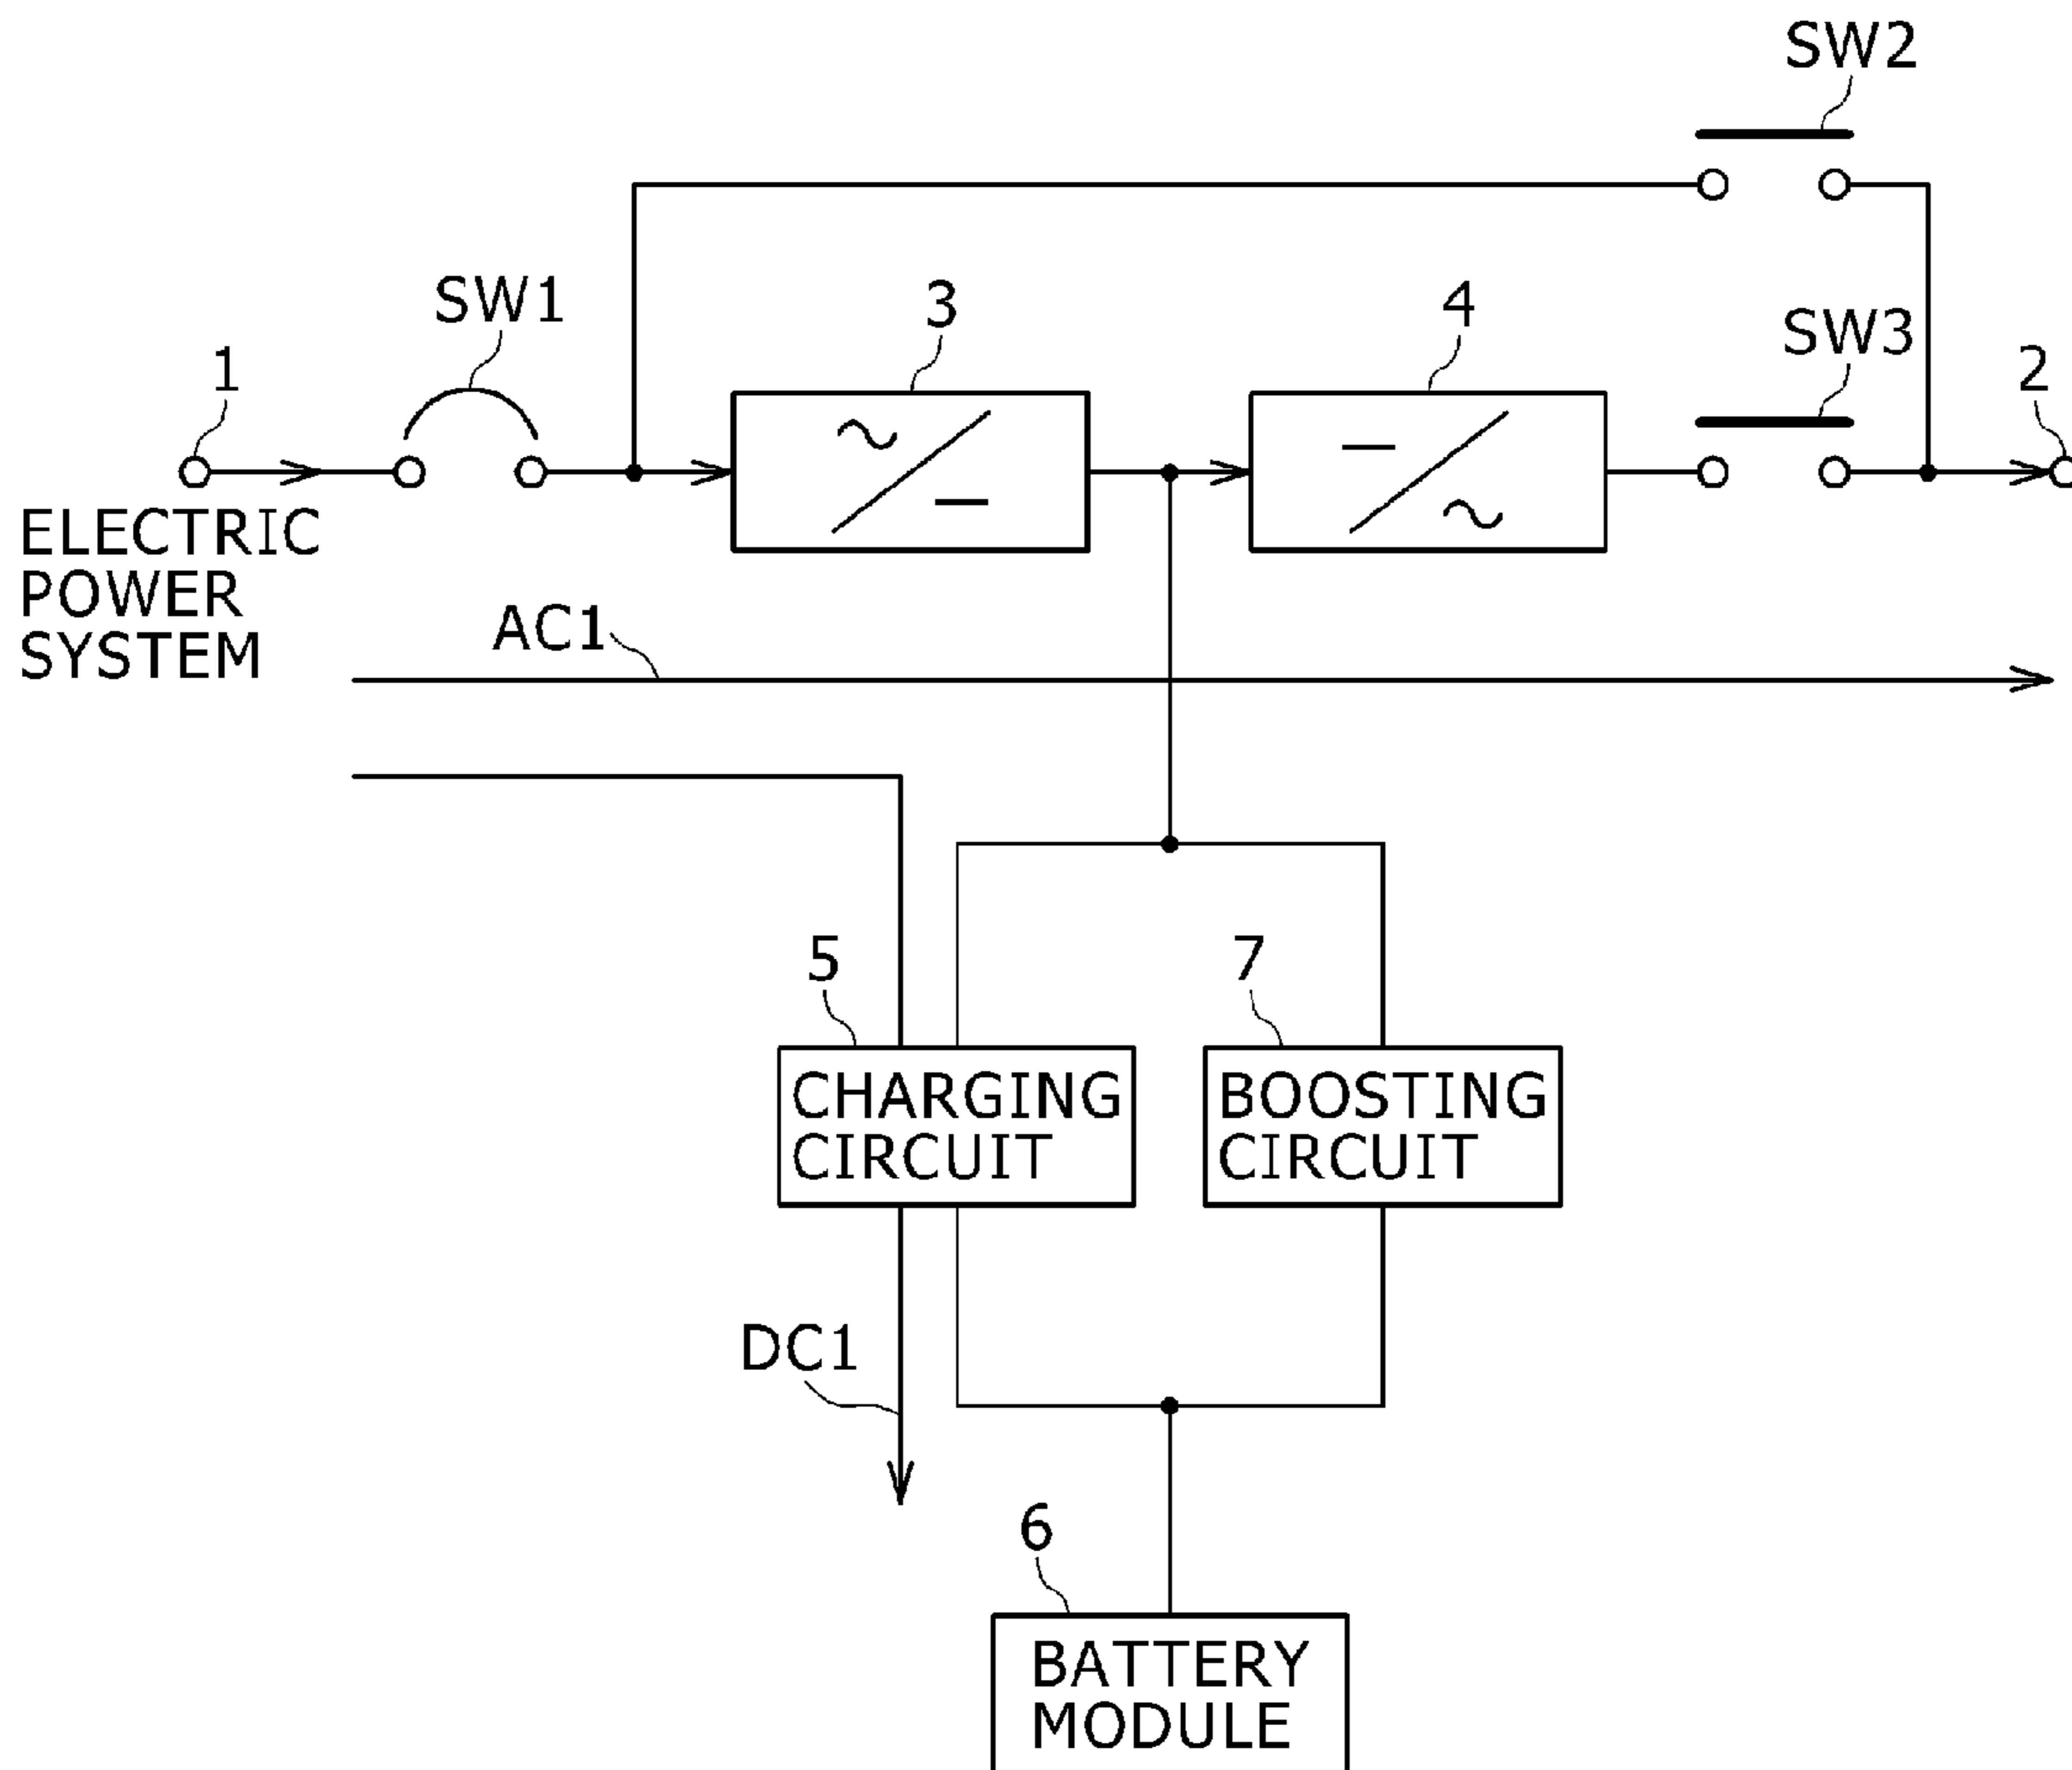 SW2
SW1
3
4
SW3
1
2
ELECTRIC
POWER
SYSTEM
AC1
5
7
CHARGING
CIRCUIT
BOOSTING
CIRCUIT
DC1
6
BATTERY
MODULE